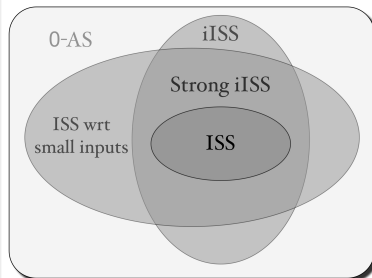 0-AS
iISS
Strong iISS
ISS wrt
small inputs
ISS